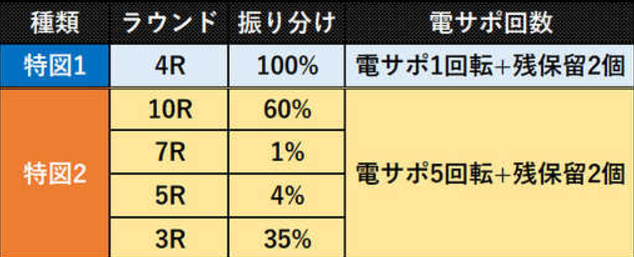 種類 ラウンド 振り分け 電サポ回数
特図1 4R 100% 電サポ1回転+残保留2個
特図2 10R 60% 電サポ5回転+残保留2個
7R 1%
5R 4%
3R 35%